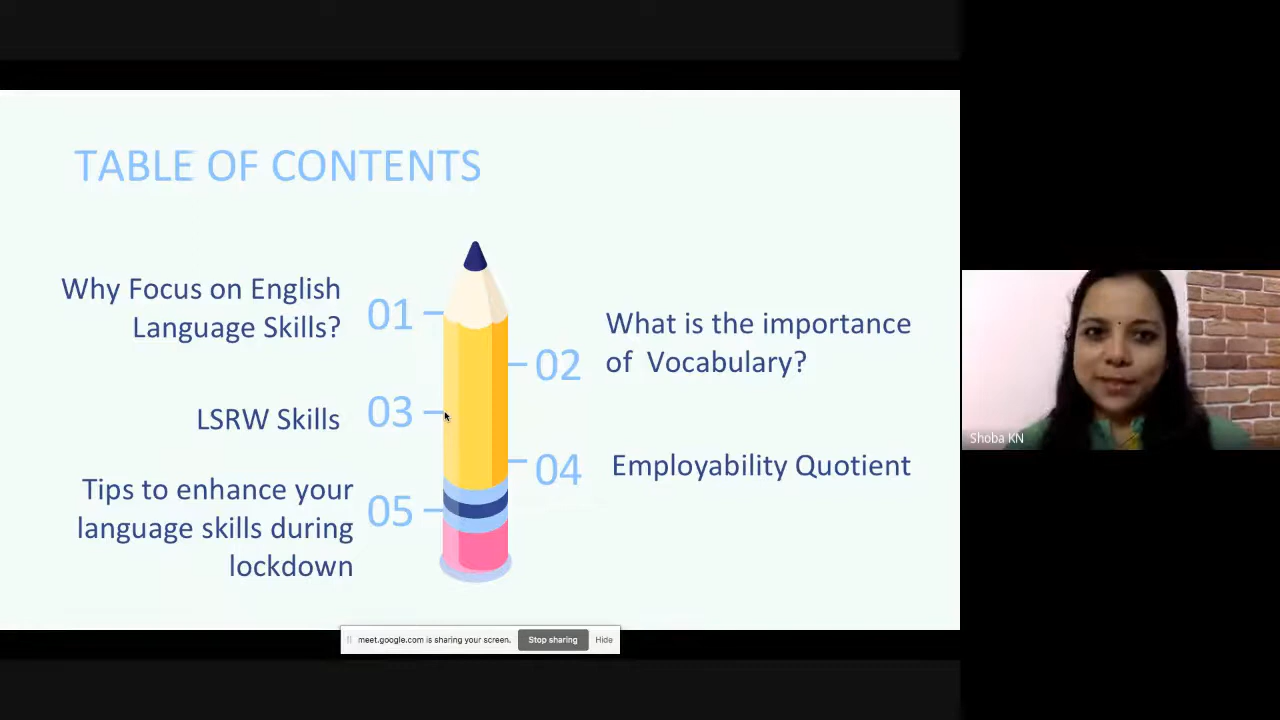 TABLE OF CONTENTS
Why Focus on English
Language Skills?
01
02
What is the importance
of Vocabulary?
LSRW Skills
03
04
Employability Quotient
Tips to enhance your
language skills during
lockdown
05
meet.google.com is sharing your screen. Stop sharing Hide
Shoba KN